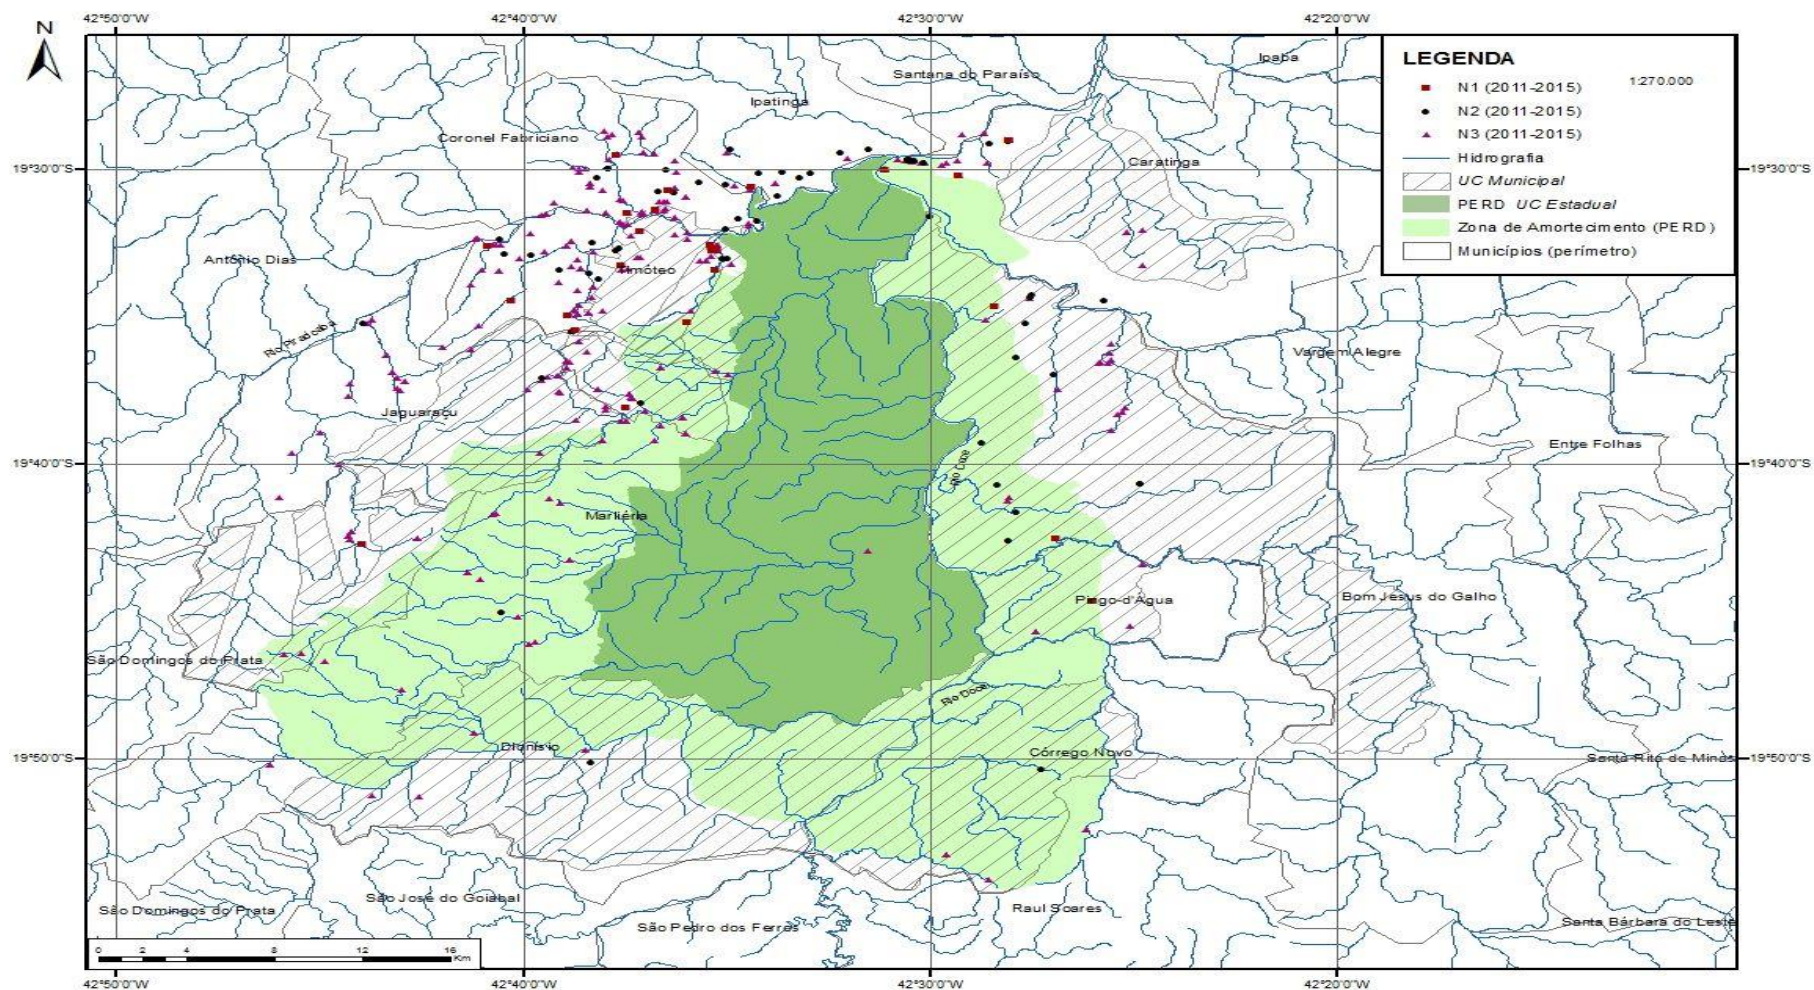 42°50'0"W
42°40'0"W
42°30'0"W
42°20'0"W
N
LEGENDA
1:270.000
N1 (2011-2015)
N2 (2011-2015)
N3 (2011-2015)
Hidrografia
UC Municipal
PERD UC Estadual
Zona de Amortecimento (PERD)
Municípios (perímetro)
Ipaba
Santana do Paraíso
Ipatinga
Coronel Fabriciano
Caratinga
19°30'0"S
19°30'0"S
Antônio Dias
Timóteo
Rio Piracicaba
Vargem Alegre
Jaguaraçu
Entre Folhas
19°40'0"S
19°40'0"S
Rio Doce
Marliéria
Pingo-d'Água
Bom Jesus do Galho
São Domingos do Prata
Rio Doce
Dionísio
Córrego Novo
19°50'0"S
Santa Rita de Minas
19°50'0"S
São José do Goiabal
São Domingos do Prata
Raul Soares
São Pedro dos Ferros
Santa Bárbara do Leste
0 2 4 8 12 16
Km
42°50'0"W
42°40'0"W
42°30'0"W
42°20'0"W